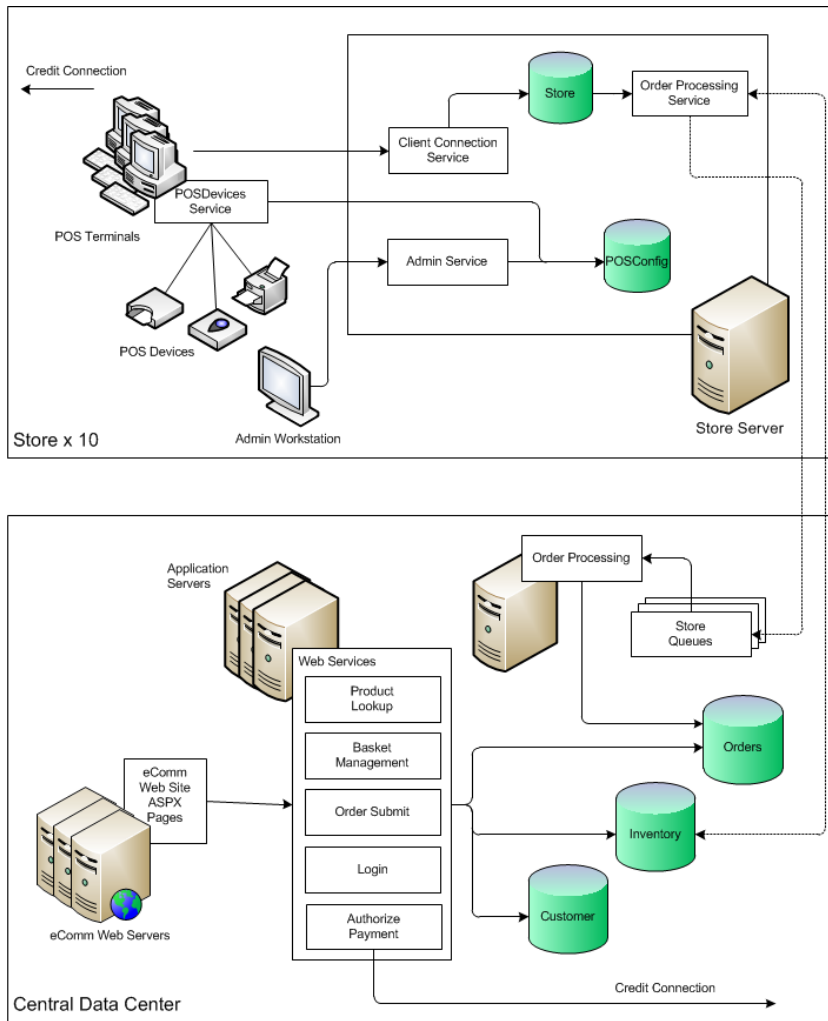 Credit Connection
Store
Order Processing
Service
Client Connection
Service
POSDevices
Service
POS Terminals
Admin Service
POSConfig
POS Devices
Admin Workstation
Store Server
Store x 10
Application
Servers
Order Processing
Store
Queues
Web Services
Product
Lookup
Basket
Management
Orders
eComm
Web Site
ASPX
Pages
Order Submit
Inventory
Login
Customer
Authorize
Payment
eComm Web Servers
Credit Connection
Central Data Center